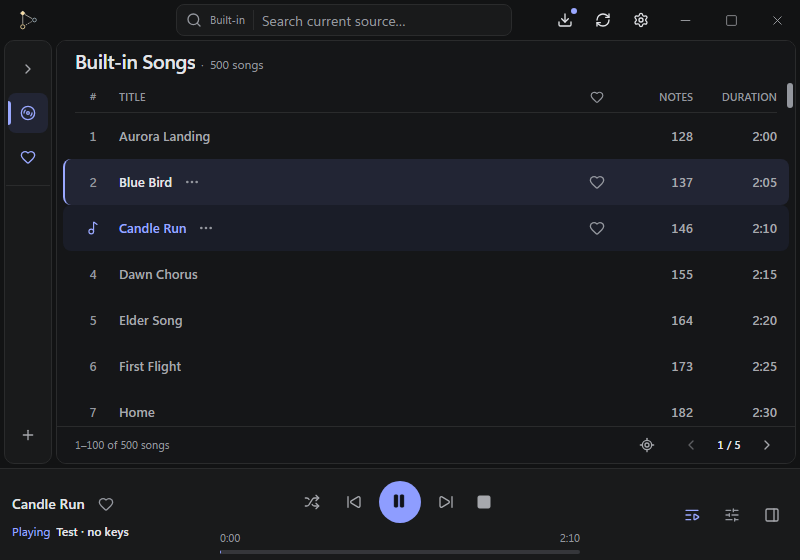 Built-in Search current source...
Built-in Songs · 500 songs
# TITLE NOTES DURATION
1 Aurora Landing 128 2:00
2 Blue Bird ··· 137 2:05
Candle Run ··· 146 2:10
4 Dawn Chorus 155 2:15
5 Elder Song 164 2:20
6 First Flight 173 2:25
7 Home 182 2:30
1–100 of 500 songs 1 / 5
Candle Run
Playing Test · no keys
0:00 2:10